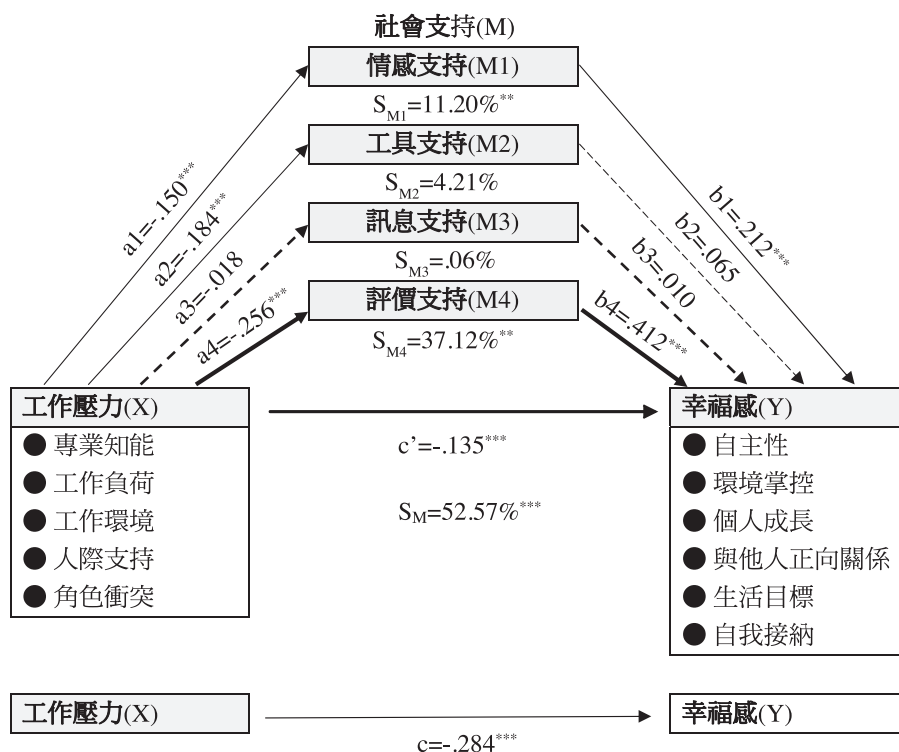 社會支持(M)
情感支持(M1)
S_M1=11.20%**
工具支持(M2)
S_M2=4.21%
訊息支持(M3)
S_M3=.06%
評價支持(M4)
S_M4=37.12%**
a1=-.150***
a2=-.184***
a3=-.018
a4=-.256***
b1=.212***
b2=.065
b3=.010
b4=.412***
工作壓力(X)
● 專業知能
● 工作負荷
● 工作環境
● 人際支持
● 角色衝突
c’=-.135***
S_M=52.57%***
幸福感(Y)
● 自主性
● 環境掌控
● 個人成長
● 與他人正向關係
● 生活目標
● 自我接納
工作壓力(X)
c=-.284***
幸福感(Y)